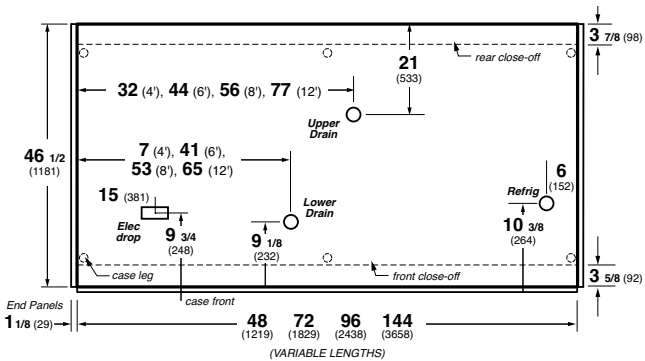 3 7/8 (98)
rear close-off
21
(533)
32 (4'), 44 (6'), 56 (8'), 77 (12')
Upper
Drain
46 1/2
(1181)
7 (4'), 41 (6'),
53 (8'), 65 (12')
6
(152)
Refrig
15 (381)
Lower
Drain
Elec
drop
9 3/4
(248)
9 1/8
(232)
10 3/8
(264)
case leg
front close-off
3 5/8 (92)
case front
End Panels
1 1/8 (29)
48 72 96 144
(1219) (1829) (2438) (3658)
(VARIABLE LENGTHS)